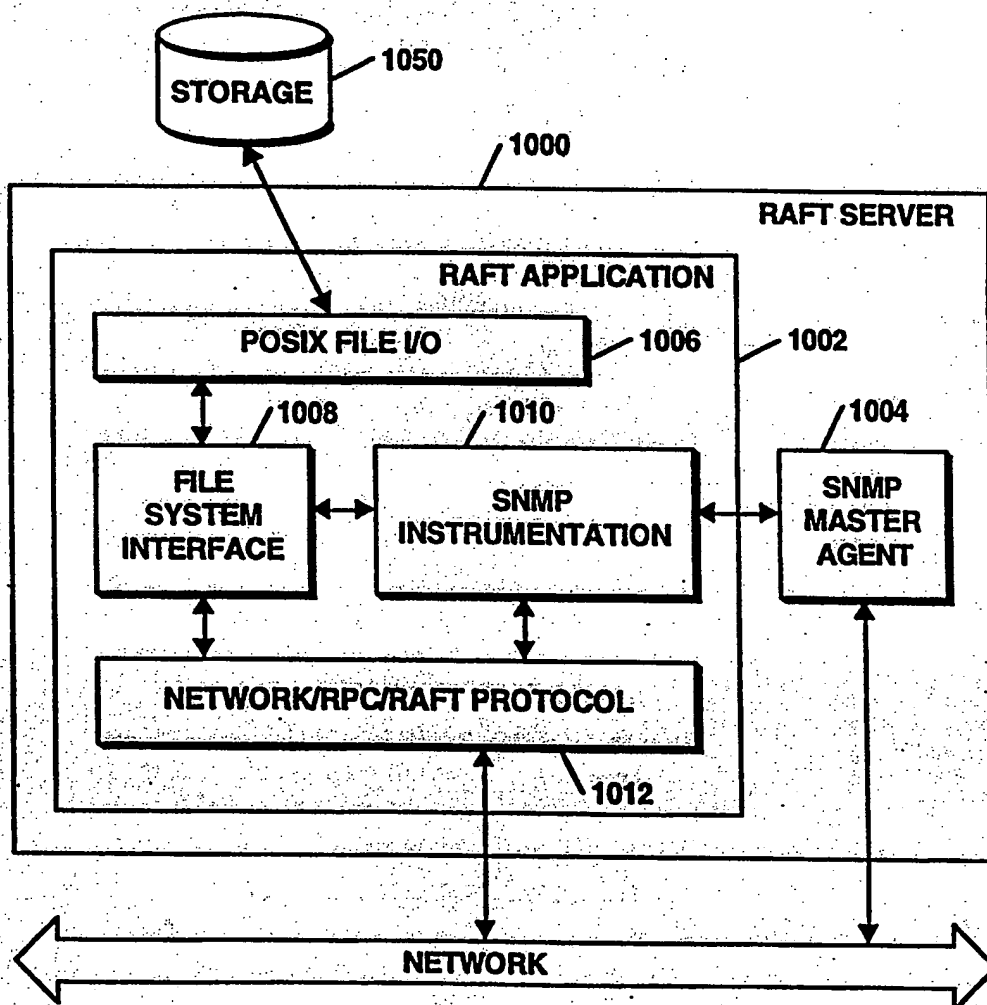 STORAGE
1050
1000
RAFT SERVER
RAFT APPLICATION
POSIX FILE I/O
1006
1002
1008
1010
1004
FILE
SYSTEM
INTERFACE
SNMP
INSTRUMENTATION
SNMP
MASTER
AGENT
NETWORK/RPC/RAFT PROTOCOL
1012
NETWORK